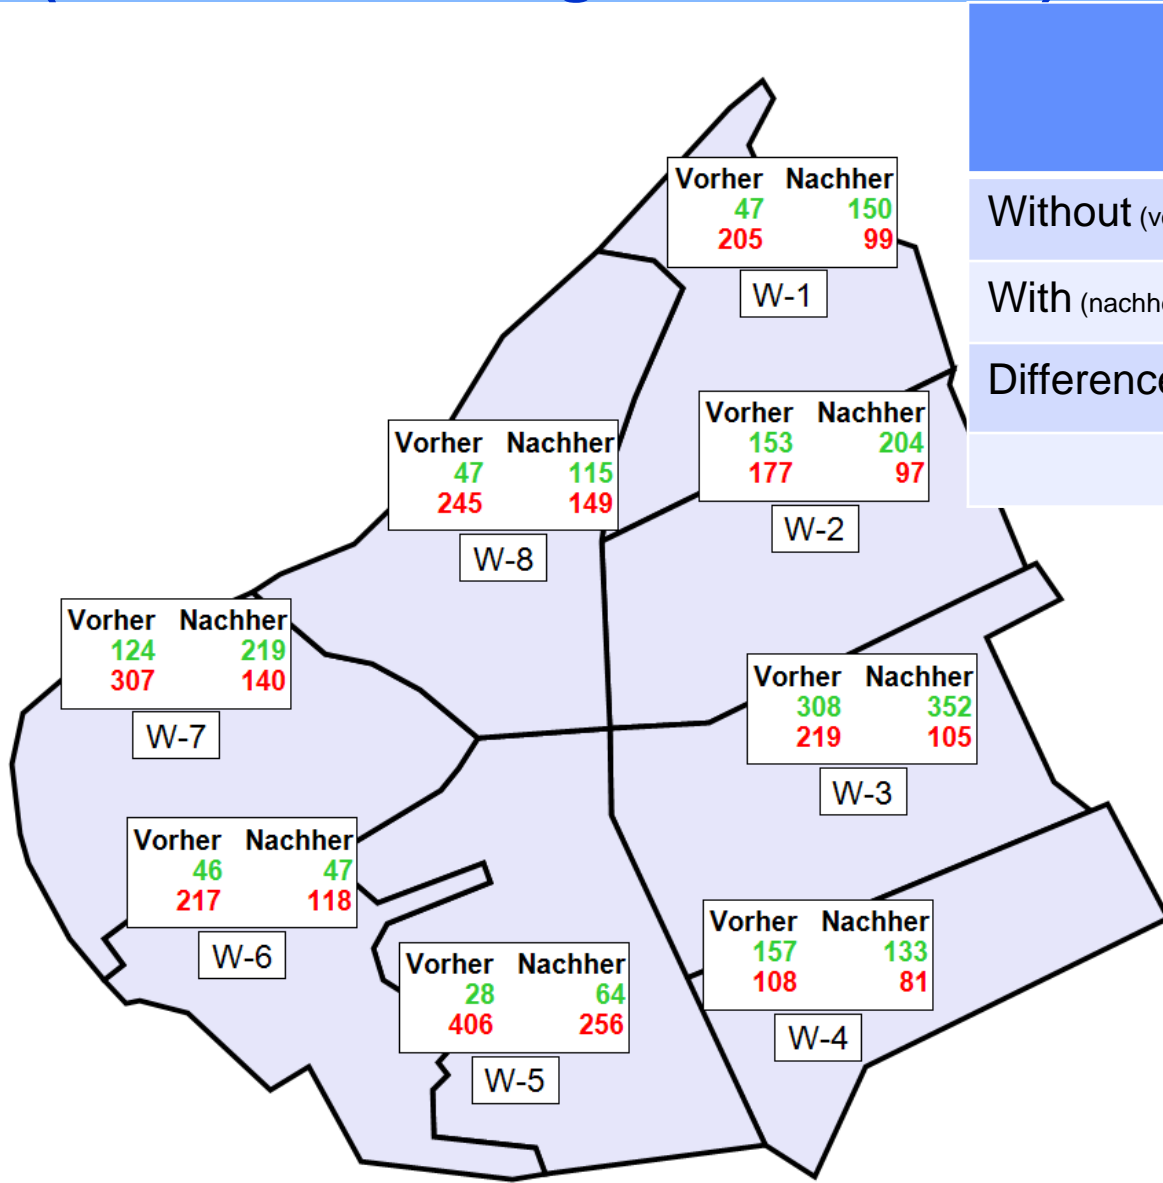 Without
With
Difference
Vorher Nachher
47 150
205 99
W-1
Vorher Nachher
153 204
177 97
W-2
Vorher Nachher
47 115
245 149
W-8
Vorher Nachher
124 219
307 140
W-7
Vorher Nachher
308 352
219 105
W-3
Vorher Nachher
46 47
217 118
W-6
Vorher Nachher
157 133
108 81
W-4
Vorher Nachher
28 64
406 256
W-5